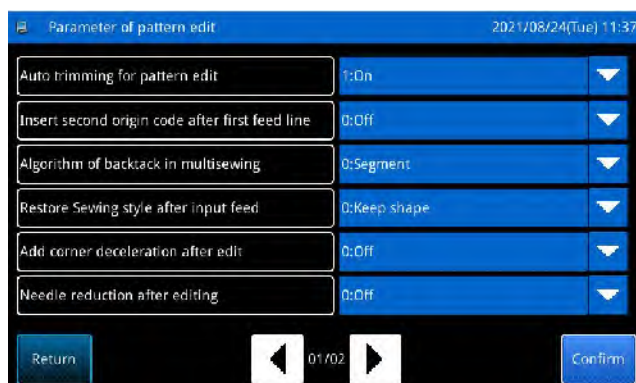 Parameter of pattern edit 2021/08/24(Tue) 11:37
Auto trimming for pattern edit 1:On
Insert second origin code after first feed line 0:Off
Algorithm of backtack in multisewing 0:Segment
Restore Sewing style after input feed 0:Keep shape
Add corner deceleration after edit 0:Off
Needle reduction after editing 0:Off
Return 01/02 Confirm